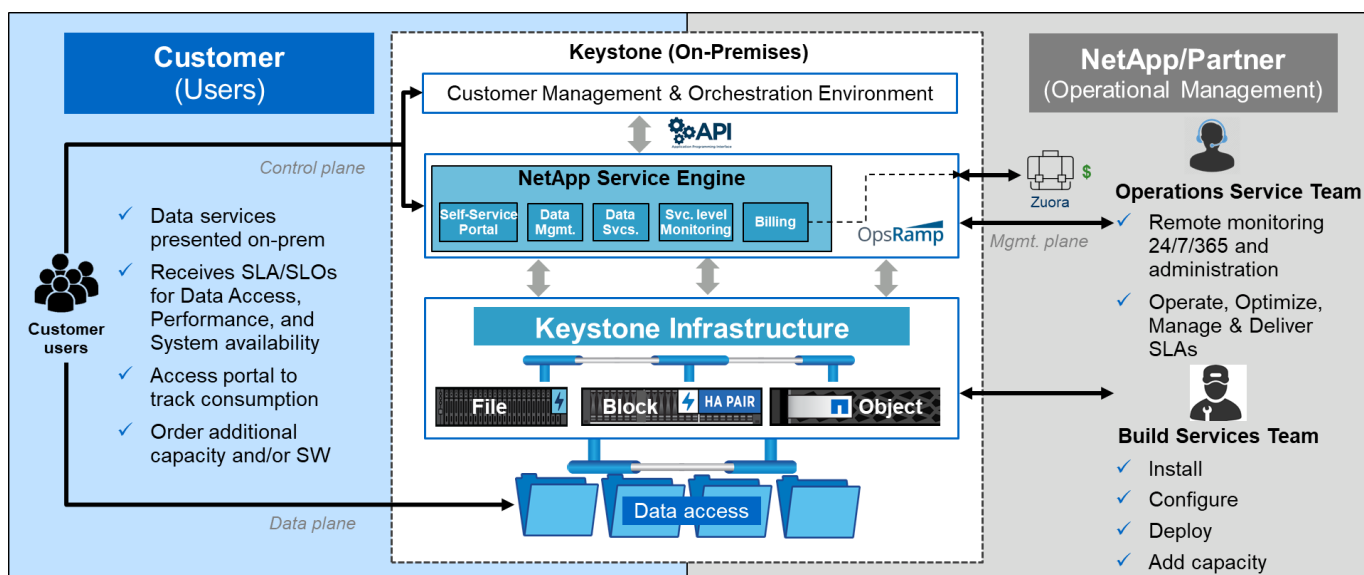 Customer
(Users)
Control plane
Customer
users
✓ Data services
presented on-prem
✓ Receives SLA/SLOs
for Data Access,
Performance, and
System availability
✓ Access portal to
track consumption
✓ Order additional
capacity and/or SW
Data plane
Keystone (On-Premises)
Customer Management & Orchestration Environment
API
Application Programming Interface
NetApp Service Engine
Self-Service
Portal
Data
Mgmt.
Data
Svcs.
Svc. level
Monitoring
Billing
OpsRamp
Keystone Infrastructure
File
Block
HA PAIR
Object
Data access
NetApp/Partner
(Operational Management)
$
Zuora
Mgmt. plane
Operations Service Team
✓ Remote monitoring
24/7/365 and
administration
✓ Operate, Optimize,
Manage & Deliver
SLAs
Build Services Team
✓ Install
✓ Configure
✓ Deploy
✓ Add capacity